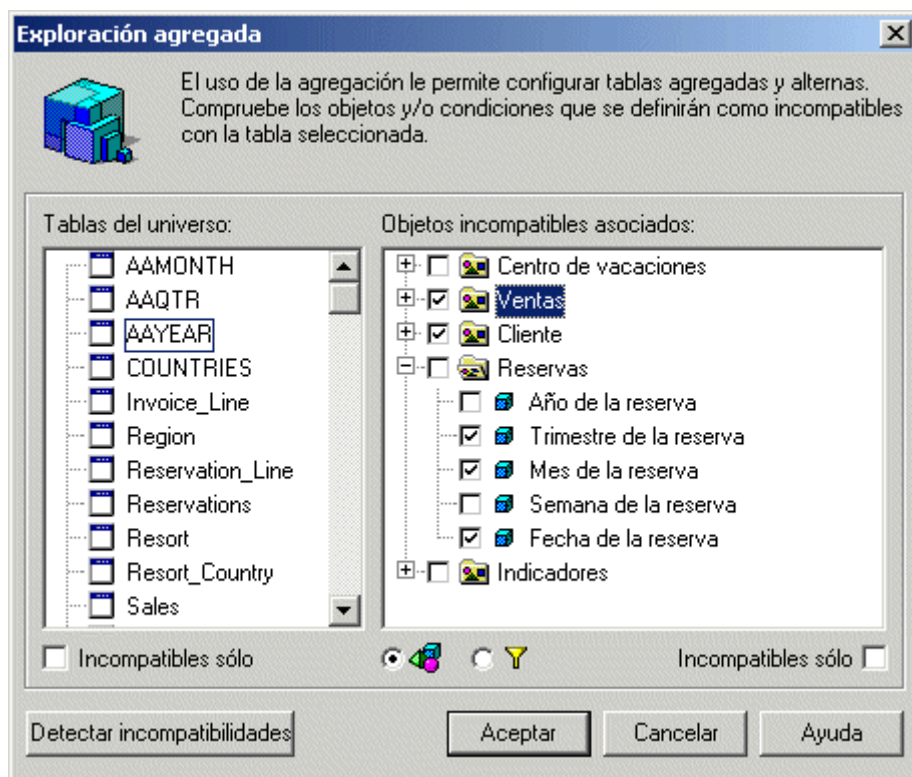 Exploración agregada
El uso de la agregación le permite configurar tablas agregadas y alternas.
Compruebe los objetos y/o condiciones que se definirán como incompatibles
con la tabla seleccionada.
Tablas del universo:
AAMONTH
AAQTR
AAYEAR
COUNTRIES
Invoice_Line
Region
Reservation_Line
Reservations
Resort
Resort_Country
Sales
Incompatibles sólo
Objetos incompatibles asociados:
Centro de vacaciones
Ventas
Cliente
Reservas
Año de la reserva
Trimestre de la reserva
Mes de la reserva
Semana de la reserva
Fecha de la reserva
Indicadores
Incompatibles sólo
Detectar incompatibilidades
Aceptar
Cancelar
Ayuda